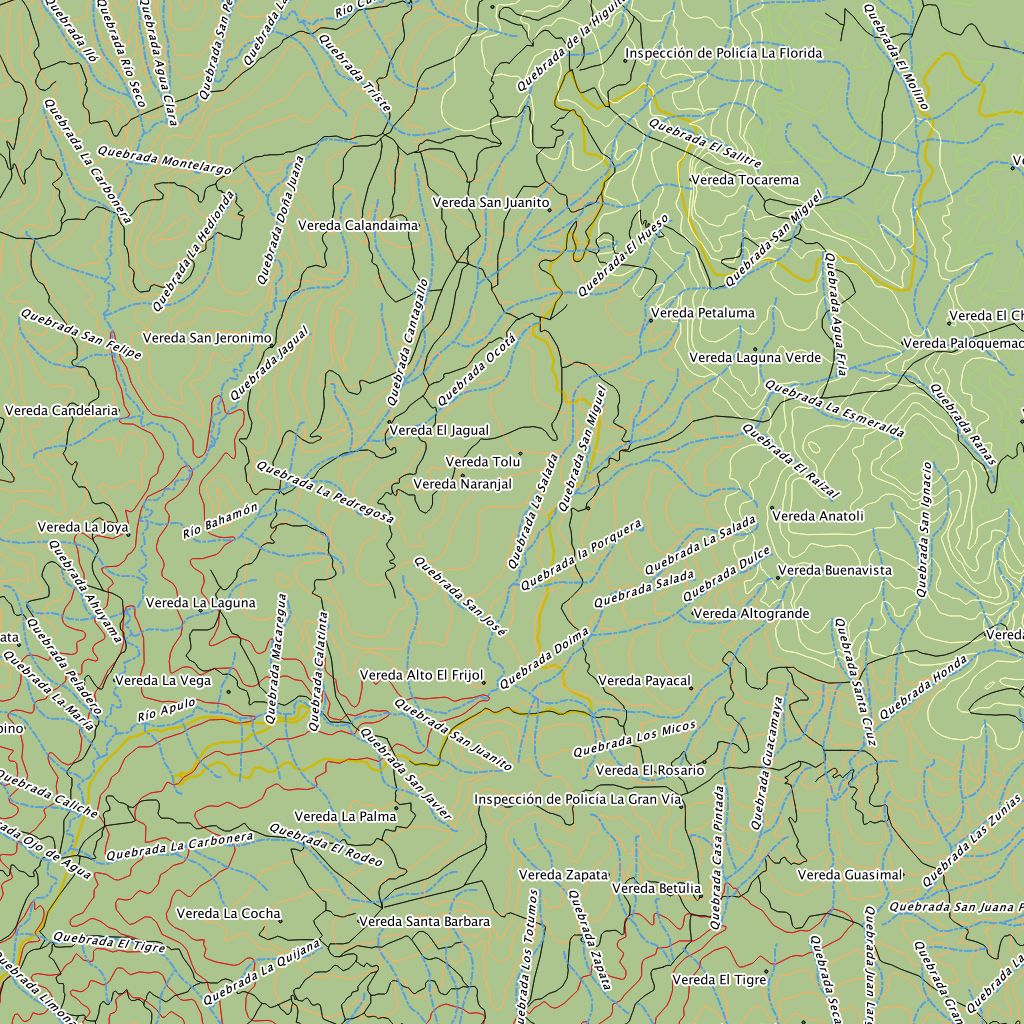 Quebrada Iló
Quebrada Río Seco
Quebrada Agua Clara
Quebrada Triste
Quebrada de la Higuita
Inspección de Policía La Florida
Quebrada El Molino
Quebrada El Salitre
Quebrada La Carbonera
Quebrada Montelargo
Quebrada La Hedionda
Quebrada Doña Juana
Vereda Tocarema
Vereda San Juanito
Vereda Calandaima
Quebrada El Hueso
Quebrada San Miguel
Quebrada Agua Fria
Quebrada San Felipe
Vereda San Jeronimo
Quebrada Jagual
Quebrada Cantagallo
Quebrada Ocotá
Vereda Petaluma
Vereda El
Vereda Laguna Verde
Vereda Paloquemao
Vereda Candelaria
Quebrada La Esmeralda
Quebrada Ranas
Vereda El Jagual
Quebrada San Miguel
Vereda Tolu
Vereda Naranjal
Quebrada La Salada
Quebrada El Raizal
Quebrada La Pedregosa
Río Bahamón
Vereda La Joya
Vereda Anatoli
Quebrada San Ignacio
Quebrada la Porquera
Quebrada La Salada
Quebrada Salada
Quebrada Dulce
Vereda Buenavista
Quebrada Ahuyama
Vereda La Laguna
Quebrada San José
Vereda Altogrande
Quebrada Macaregua
Quebrada Calatinta
Quebrada Peladero
Quebrada La María
Vereda
Quebrada Doima
Quebrada Santa Cruz
Quebrada Honda
Vereda La Vega
Vereda Alto El Frijol
Vereda Payacal
Río Apulo
Quebrada San Juanito
Quebrada Los Micos
Quebrada Guacamaya
Quebrada San Javier
Vereda El Rosario
Quebrada Caliche
Inspección de Policía La Gran Vía
Vereda La Palma
Quebrada Casa Pintada
Quebrada Las Zunias
Quebrada La Carbonera
Quebrada El Rodeo
Ojo de Agua
Vereda Zapata
Vereda Betulia
Vereda Guasimal
Vereda La Cocha
Vereda Santa Barbara
Quebrada Los Totumos
Quebrada Zapata
Quebrada San Juana
Quebrada El Tigre
Quebrada La Quijana
Vereda El Tigre
Quebrada Seca
Quebrada Juan
Quebrada